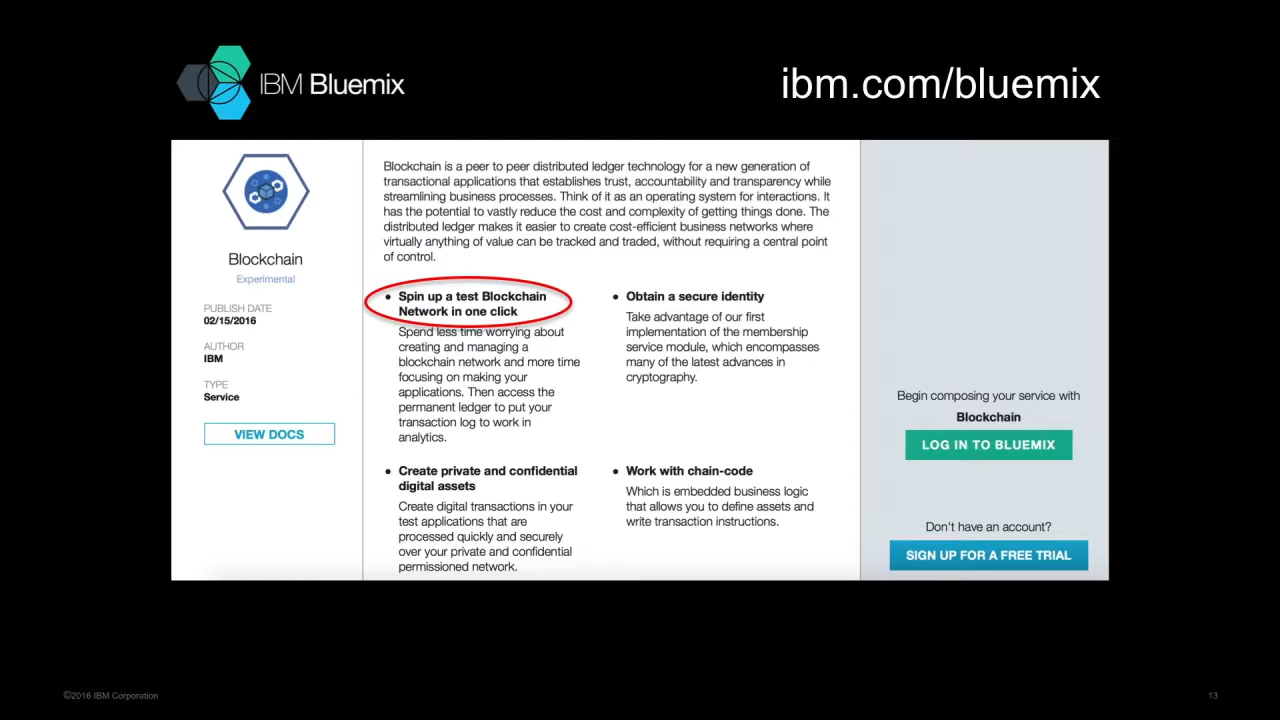 IBM Bluemix
ibm.com/bluemix
Blockchain
Experimental
PUBLISH DATE
02/15/2016
AUTHOR
IBM
TYPE
Service
VIEW DOCS
Blockchain is a peer to peer distributed ledger technology for a new generation of
transactional applications that establishes trust, accountability and transparency while
streamlining business processes. Think of it as an operating system for interactions. It
has the potential to vastly reduce the cost and complexity of getting things done. The
distributed ledger makes it easier to create cost-efficient business networks where
virtually anything of value can be tracked and traded, without requiring a central point
of control.
• Spin up a test Blockchain
Network in one click
Spend less time worrying about
creating and managing a
blockchain network and more time
focusing on making your
applications. Then access the
permanent ledger to put your
transaction log to work in
analytics.
• Obtain a secure identity
Take advantage of our first
implementation of the membership
service module, which encompasses
many of the latest advances in
cryptography.
• Create private and confidential
digital assets
Create digital transactions in your
test applications that are
processed quickly and securely
over your private and confidential
permissioned network.
• Work with chain-code
Which is embedded business logic
that allows you to define assets and
write transaction instructions.
Begin composing your service with
Blockchain
LOG IN TO BLUEMIX
Don't have an account?
SIGN UP FOR A FREE TRIAL
©2016 IBM Corporation
13